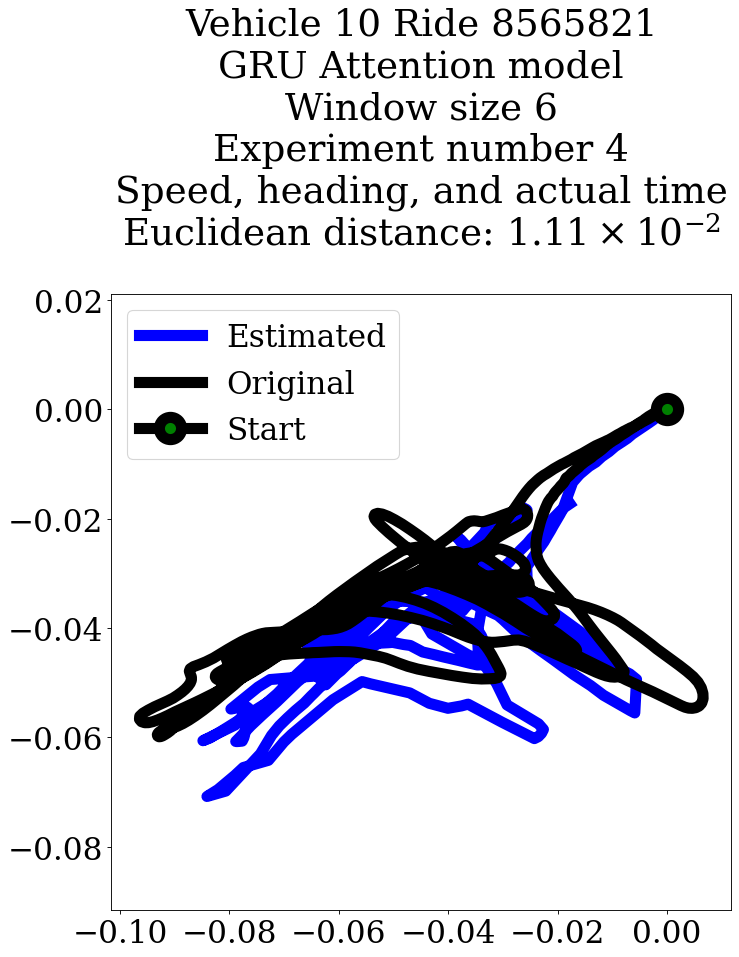 Vehicle 10 Ride 8565821
GRU Attention model
Window size 6
Experiment number 4
Speed, heading, and actual time
Euclidean distance: 1.11 × 10⁻²
0.02
Estimated
Original
Start
0.00
−0.02
−0.04
−0.06
−0.08
−0.10 −0.08 −0.06 −0.04 −0.02 0.00